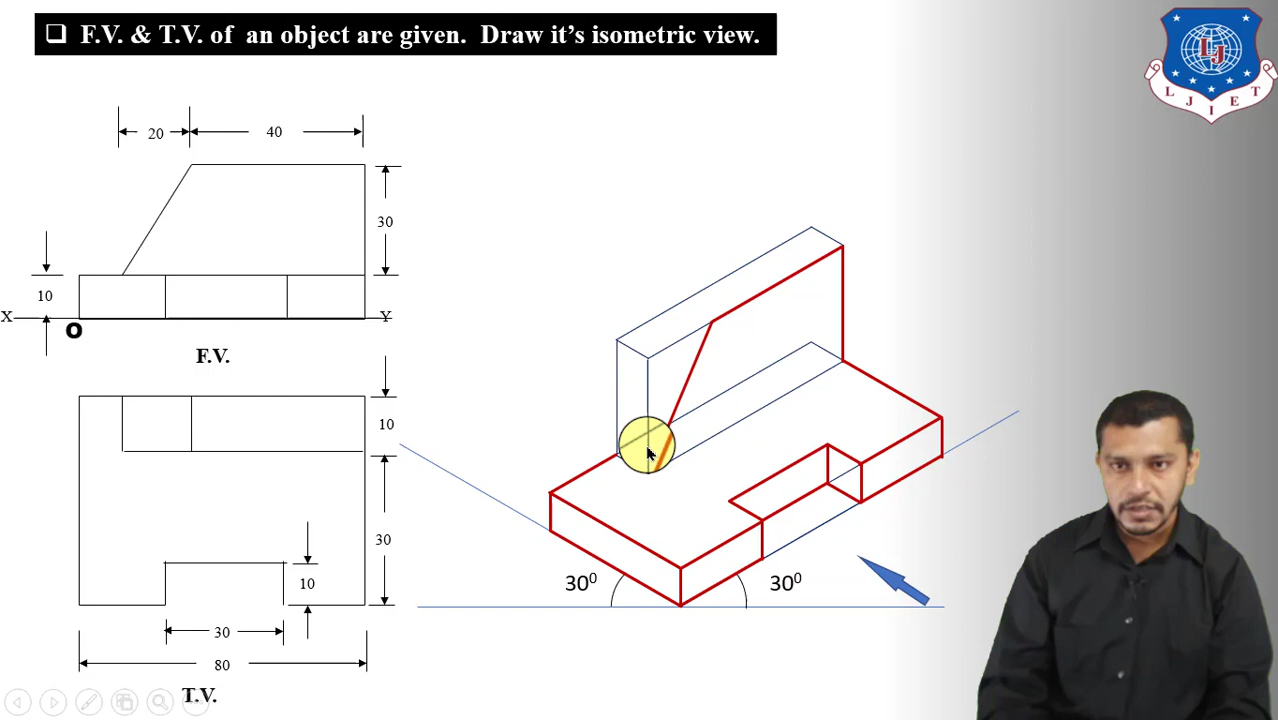 ❑ F.V. & T.V. of an object are given. Draw it's isometric view.
L J I E T
LJ
20
40
30
10
X
Y
O
F.V.
10
30
10
30
80
T.V.
30⁰
30⁰